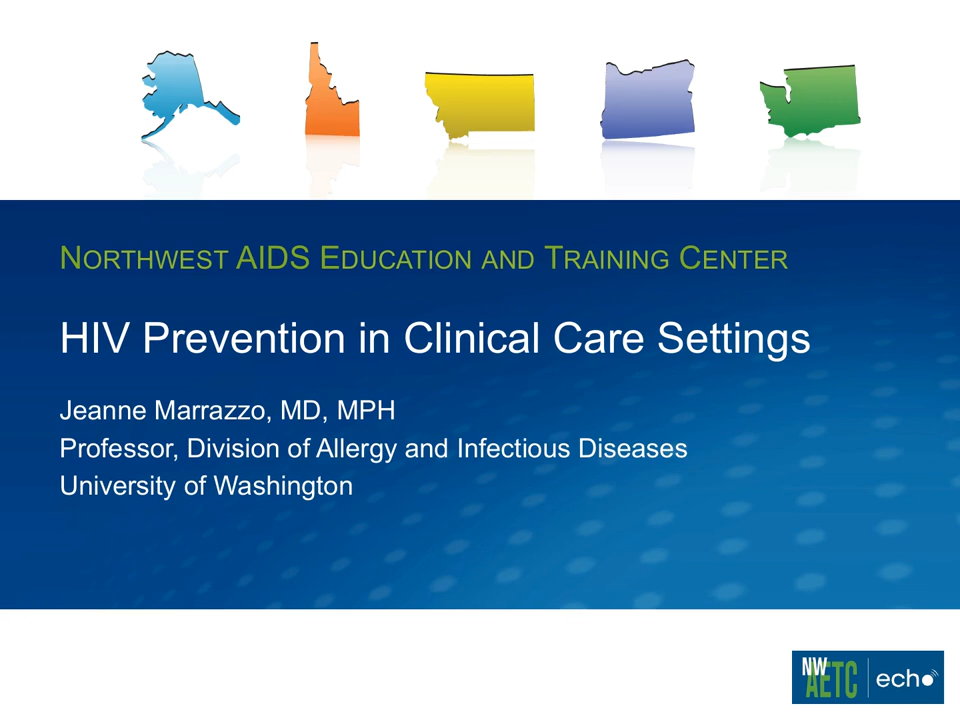 NORTHWEST AIDS EDUCATION AND TRAINING CENTER
HIV Prevention in Clinical Care Settings
Jeanne Marrazzo, MD, MPH
Professor, Division of Allergy and Infectious Diseases
University of Washington
NW
AETC
echo